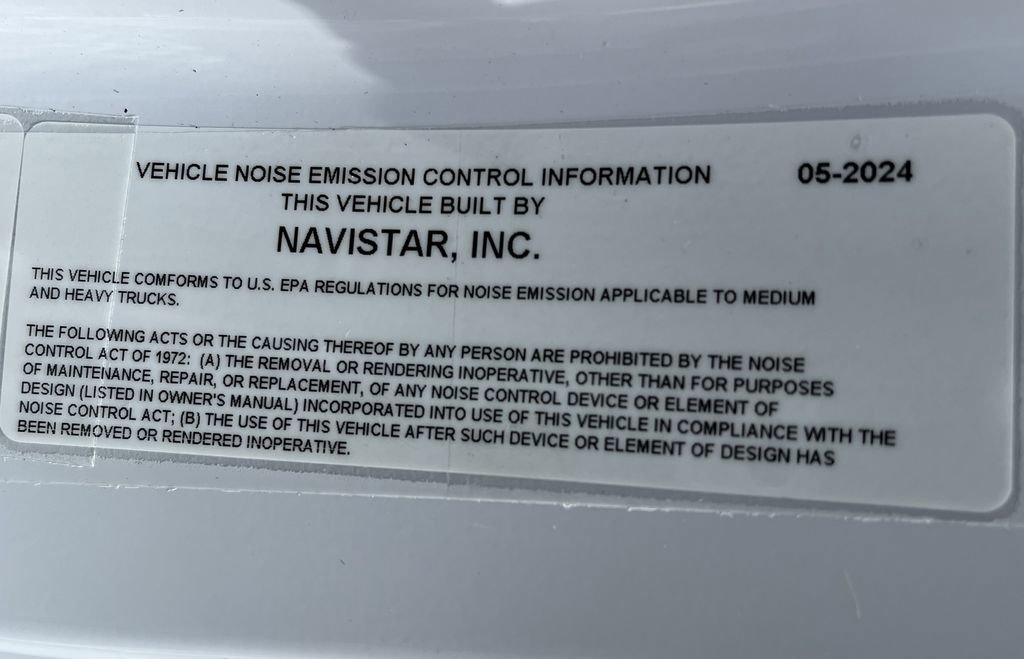 VEHICLE NOISE EMISSION CONTROL INFORMATION 05-2024
THIS VEHICLE BUILT BY
NAVISTAR, INC.
THIS VEHICLE COMFORMS TO U.S. EPA REGULATIONS FOR NOISE EMISSION APPLICABLE TO MEDIUM
AND HEAVY TRUCKS.
THE FOLLOWING ACTS OR THE CAUSING THEREOF BY ANY PERSON ARE PROHIBITED BY THE NOISE
CONTROL ACT OF 1972: (A) THE REMOVAL OR RENDERING INOPERATIVE, OTHER THAN FOR PURPOSES
OF MAINTENANCE, REPAIR, OR REPLACEMENT, OF ANY NOISE CONTROL DEVICE OR ELEMENT OF
DESIGN (LISTED IN OWNER'S MANUAL) INCORPORATED INTO USE OF THIS VEHICLE IN COMPLIANCE WITH THE
NOISE CONTROL ACT; (B) THE USE OF THIS VEHICLE AFTER SUCH DEVICE OR ELEMENT OF DESIGN HAS
BEEN REMOVED OR RENDERED INOPERATIVE.